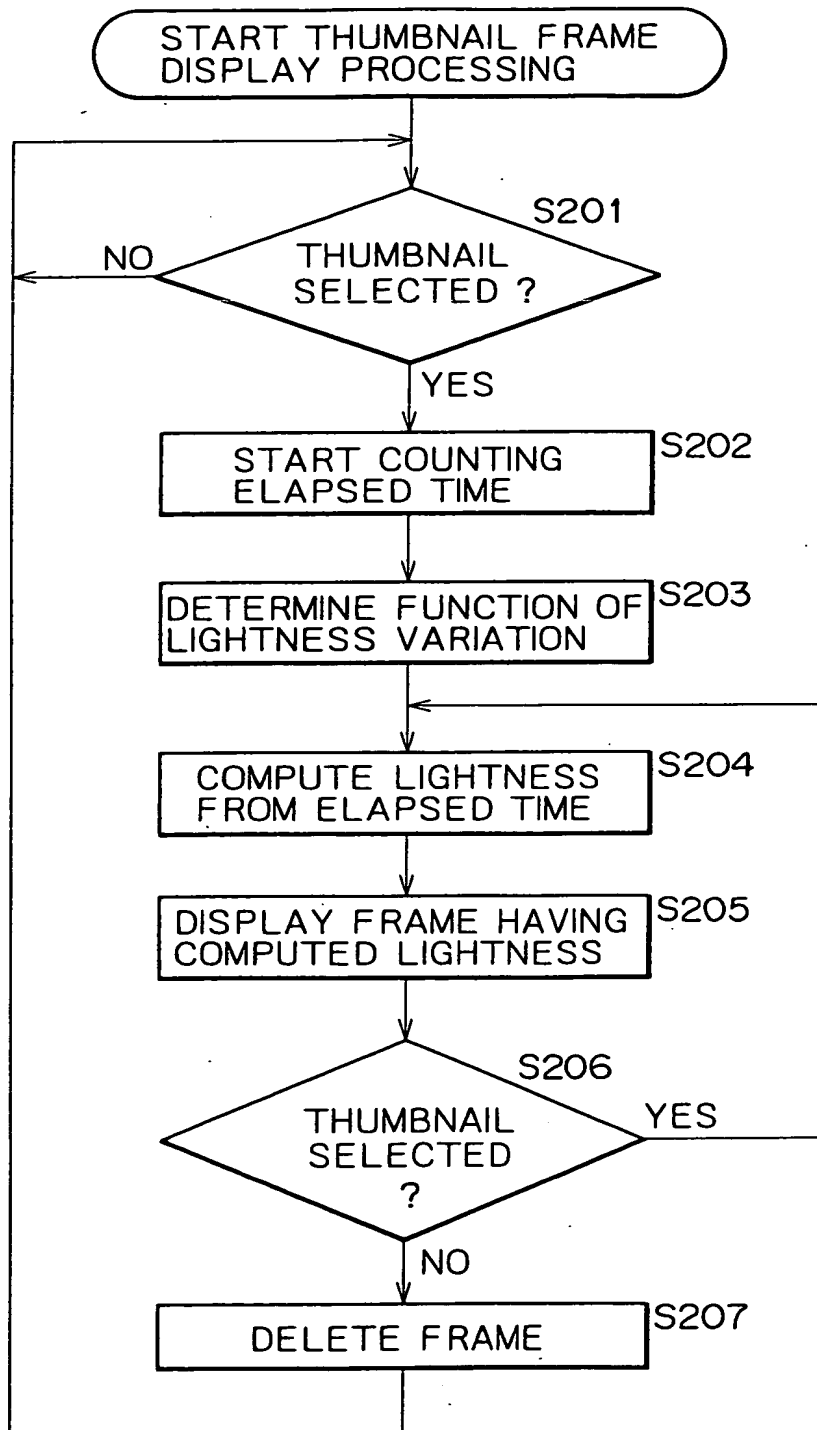 START THUMBNAIL FRAME
DISPLAY PROCESSING
S201
NO
THUMBNAIL
SELECTED ?
YES
S202
START COUNTING
ELAPSED TIME
S203
DETERMINE FUNCTION OF
LIGHTNESS VARIATION
S204
COMPUTE LIGHTNESS
FROM ELAPSED TIME
S205
DISPLAY FRAME HAVING
COMPUTED LIGHTNESS
S206
THUMBNAIL
SELECTED
?
YES
NO
S207
DELETE FRAME